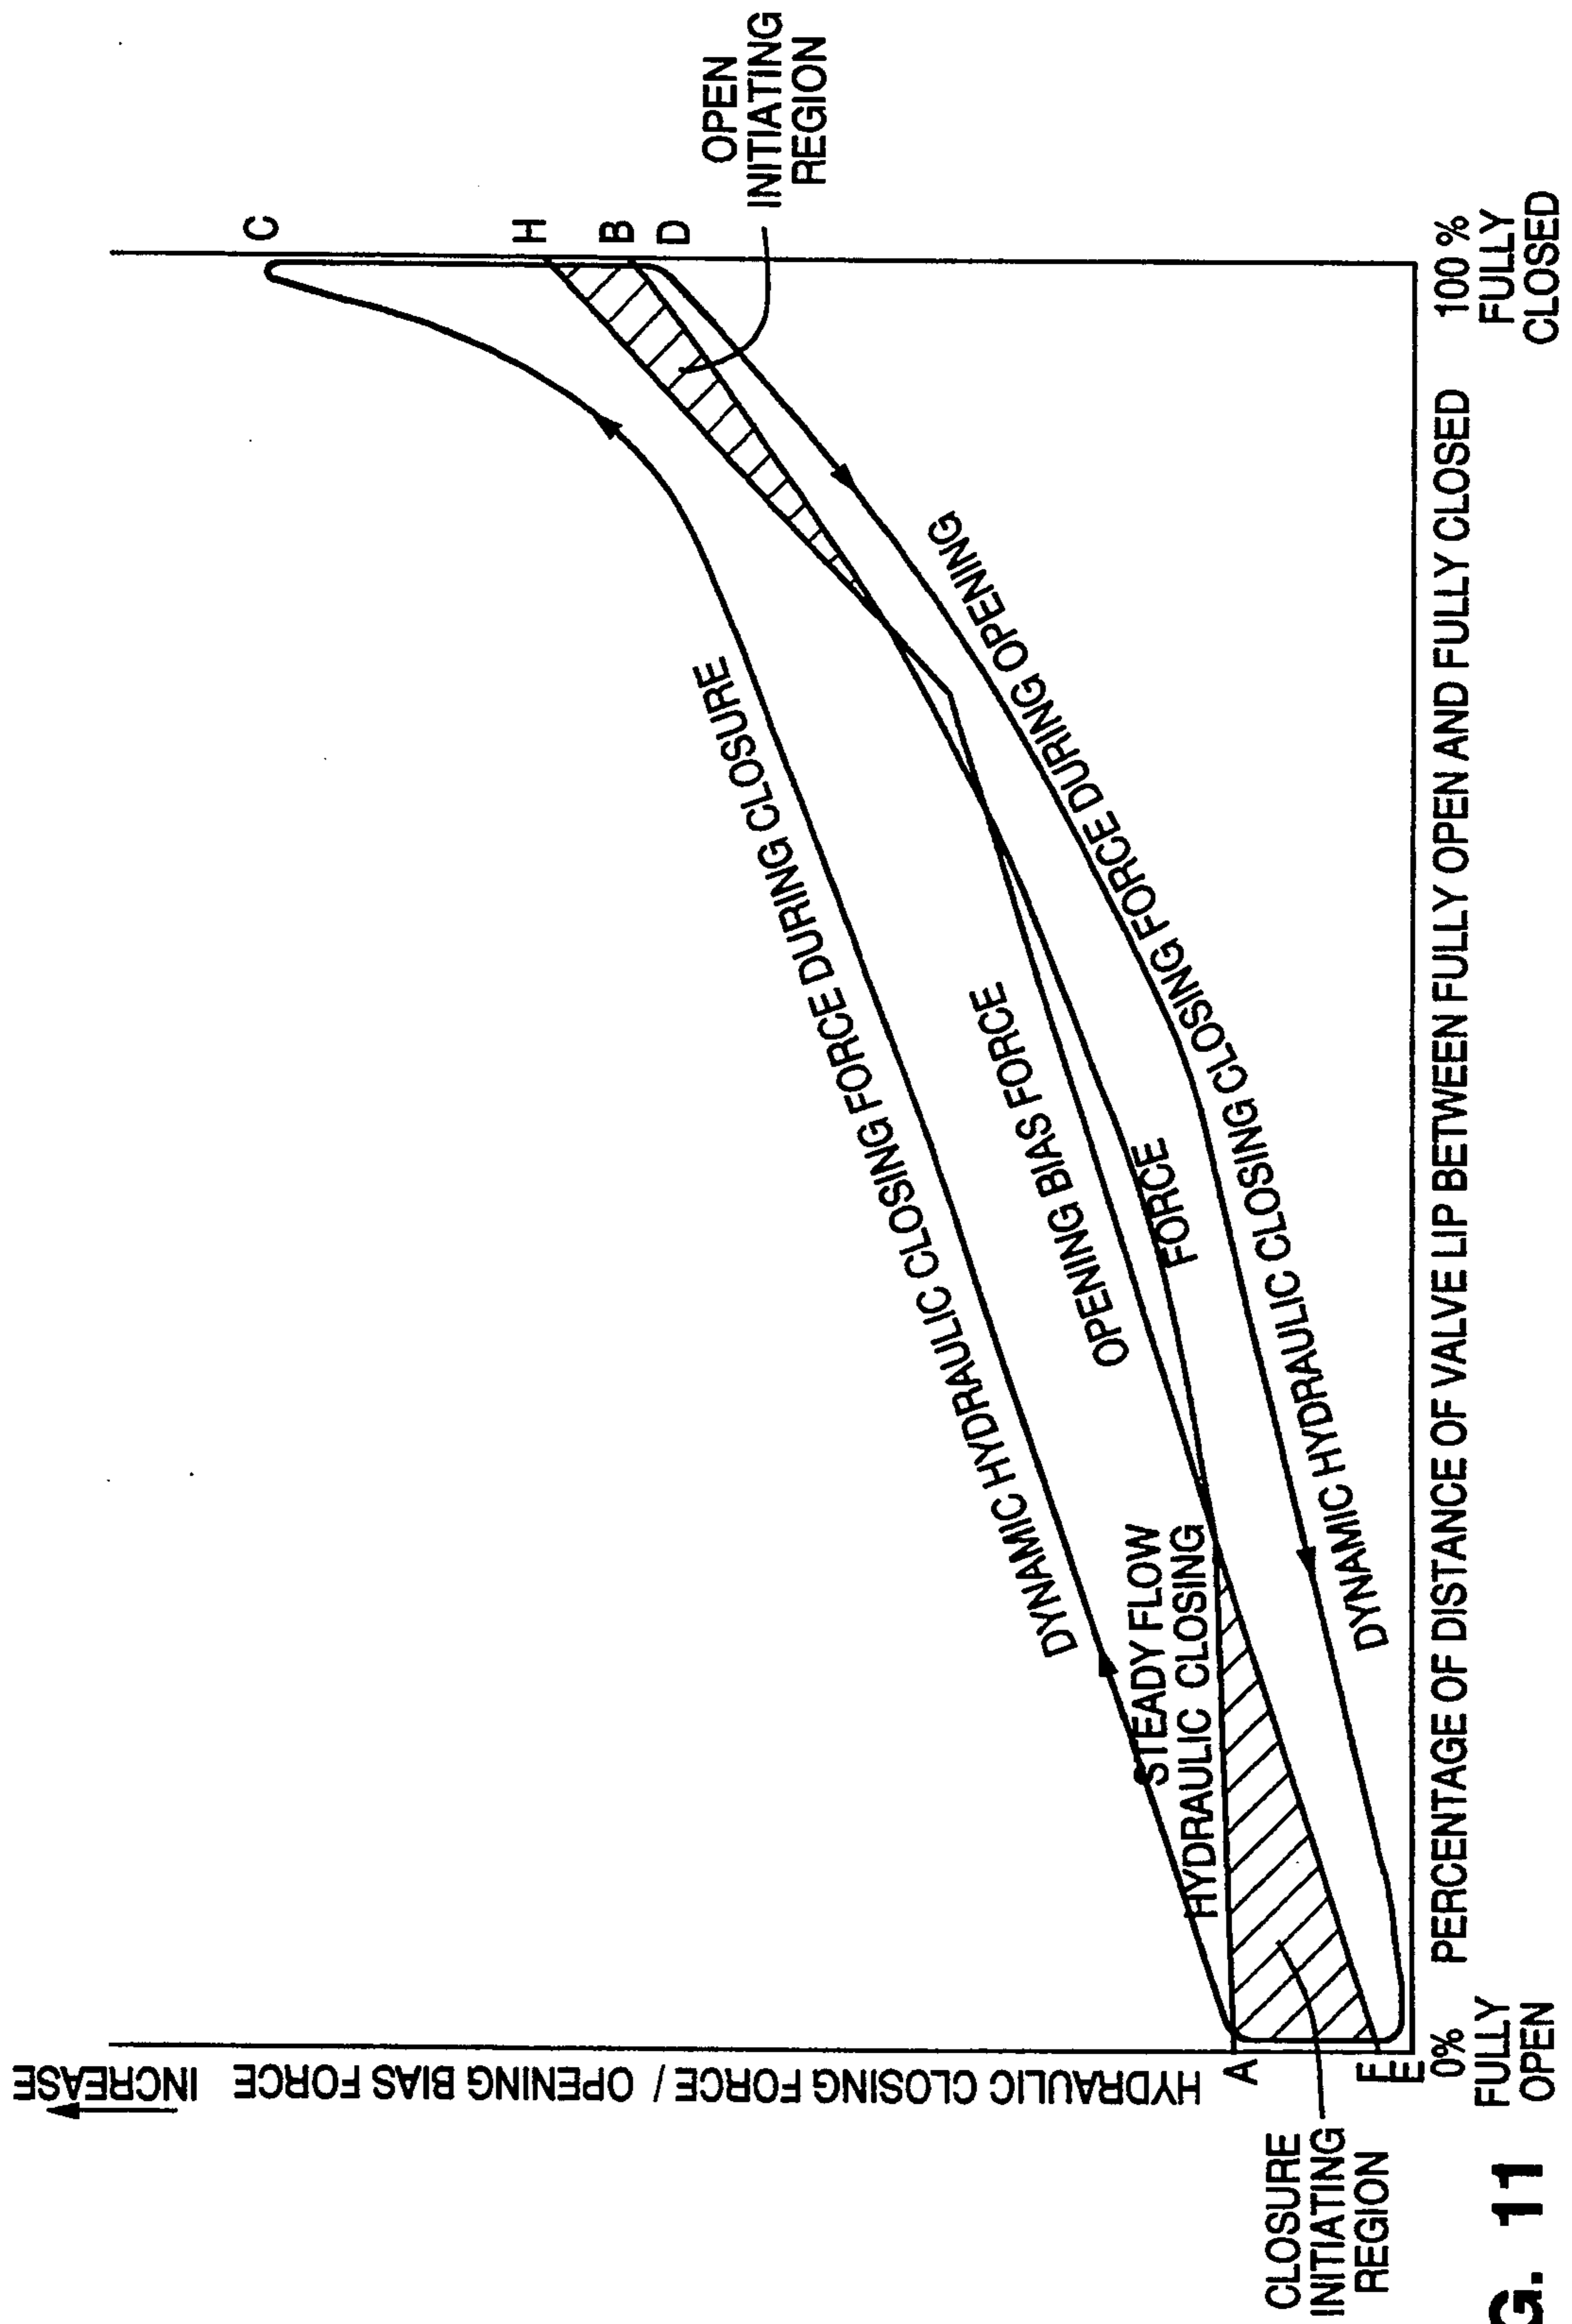 INCREASE
HYDRAULIC CLOSING FORCE / OPENING BIAS FORCE
C
H
B
D
OPEN
INITIATING
REGION
DYNAMIC HYDRAULIC CLOSING FORCE DURING CLOSURE
OPENING BIAS FORCE
STEADY FLOW
HYDRAULIC CLOSING
FORCE
DYNAMIC HYDRAULIC CLOSING CLOSING FORCE DURING OPENING
A
F
E
CLOSURE
INITIATING
REGION
0%
FULLY
OPEN
PERCENTAGE OF DISTANCE OF VALVE LIP BETWEEN FULLY OPEN AND FULLY CLOSED
100 %
FULLY
CLOSED
G. 11